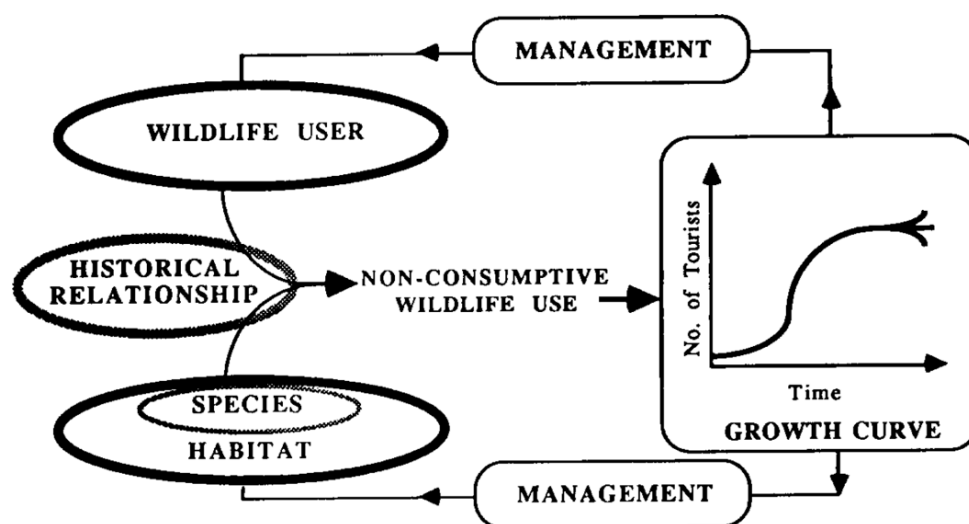 MANAGEMENT
WILDLIFE USER
HISTORICAL
RELATIONSHIP
NON-CONSUMPTIVE
WILDLIFE USE
No. of Tourists
Time
GROWTH CURVE
SPECIES
HABITAT
MANAGEMENT